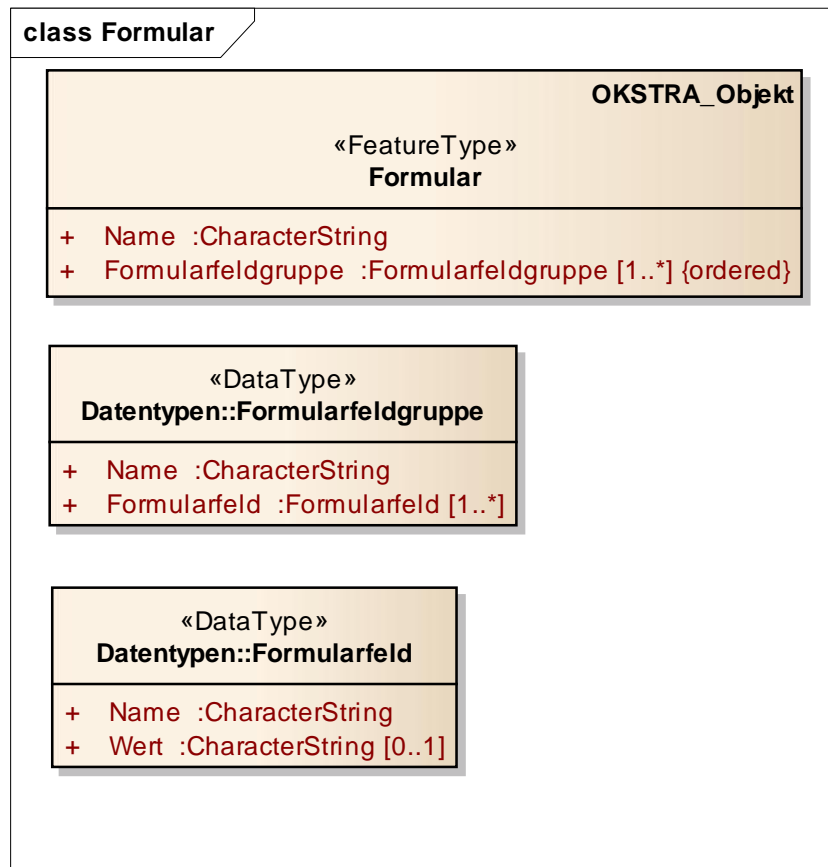 class Formular
OKSTRA_Objekt
«FeatureType»
Formular
+ Name :CharacterString
+ Formularfeldgruppe :Formularfeldgruppe [1..*] {ordered}
«DataType»
Datentypen::Formularfeldgruppe
+ Name :CharacterString
+ Formularfeld :Formularfeld [1..*]
«DataType»
Datentypen::Formularfeld
+ Name :CharacterString
+ Wert :CharacterString [0..1]